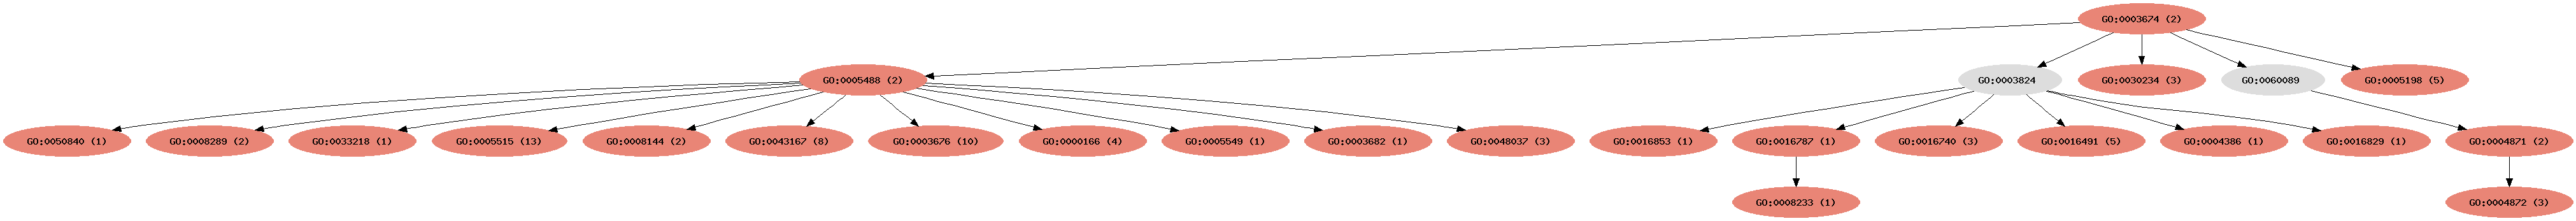 GO:0003674 (2)
GO:0005488 (2)
GO:0003824
GO:0030234 (3)
GO:0060089
GO:0005198 (5)
GO:0050840 (1)
GO:0008289 (2)
GO:0033218 (1)
GO:0005515 (13)
GO:0008144 (2)
GO:0043167 (8)
GO:0003676 (10)
GO:0000166 (4)
GO:0005549 (1)
GO:0003682 (1)
GO:0048037 (3)
GO:0016853 (1)
GO:0016787 (1)
GO:0016740 (3)
GO:0016491 (5)
GO:0004386 (1)
GO:0016829 (1)
GO:0004871 (2)
GO:0008233 (1)
GO:0004872 (3)